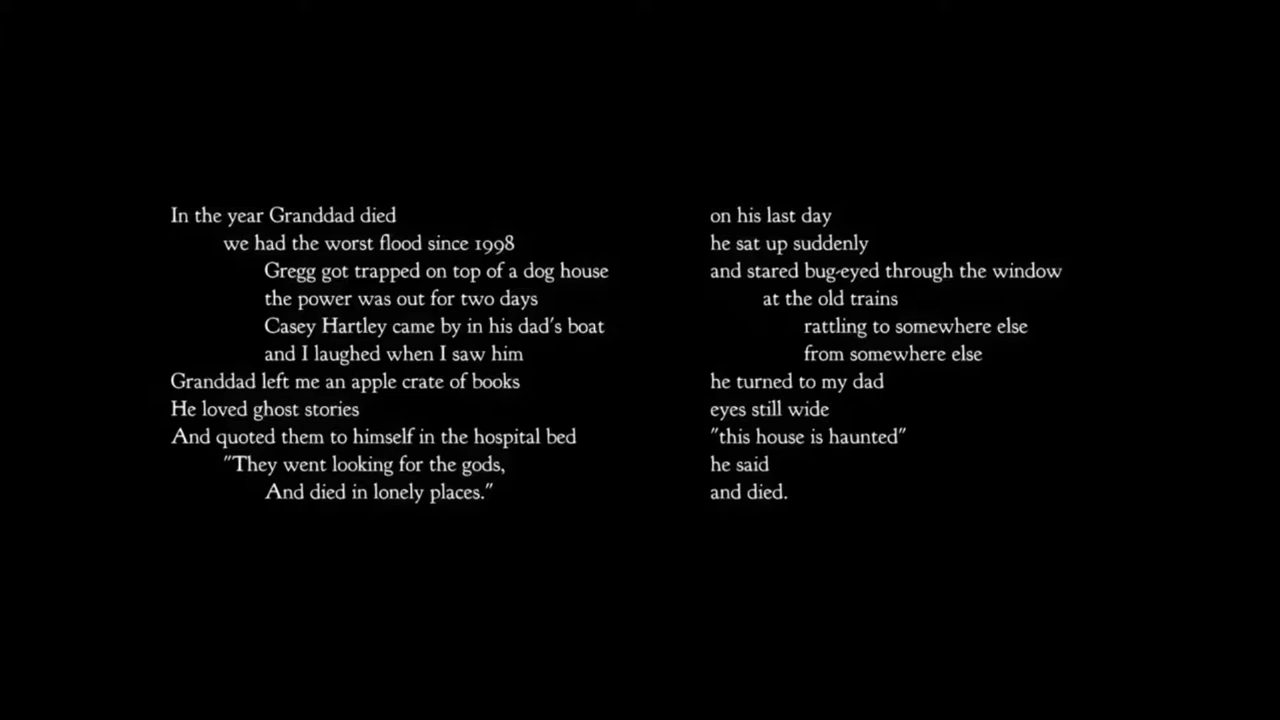 In the year Granddad died
we had the worst flood since 1998
Gregg got trapped on top of a dog house
the power was out for two days
Casey Hartley came by in his dad's boat
and I laughed when I saw him
Granddad left me an apple crate of books
He loved ghost stories
And quoted them to himself in the hospital bed
"They went looking for the gods,
And died in lonely places."
on his last day
he sat up suddenly
and stared bug-eyed through the window
at the old trains
rattling to somewhere else
from somewhere else
he turned to my dad
eyes still wide
"this house is haunted"
he said
and died.